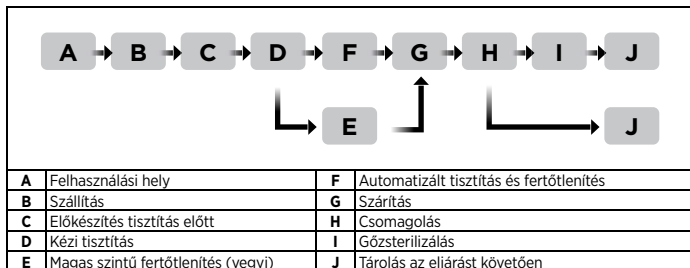 A B C D F G H I J
E J
A Felhasználási hely F Automatizált tisztítás és fertőtlenítés
B Szállítás G Szárítás
C Előkészítés tisztítás előtt H Csomagolás
D Kézi tisztítás I Gőzsterilizálás
E Magas szintű fertőtlenítés (vegyi) J Tárolás az eljárást követően